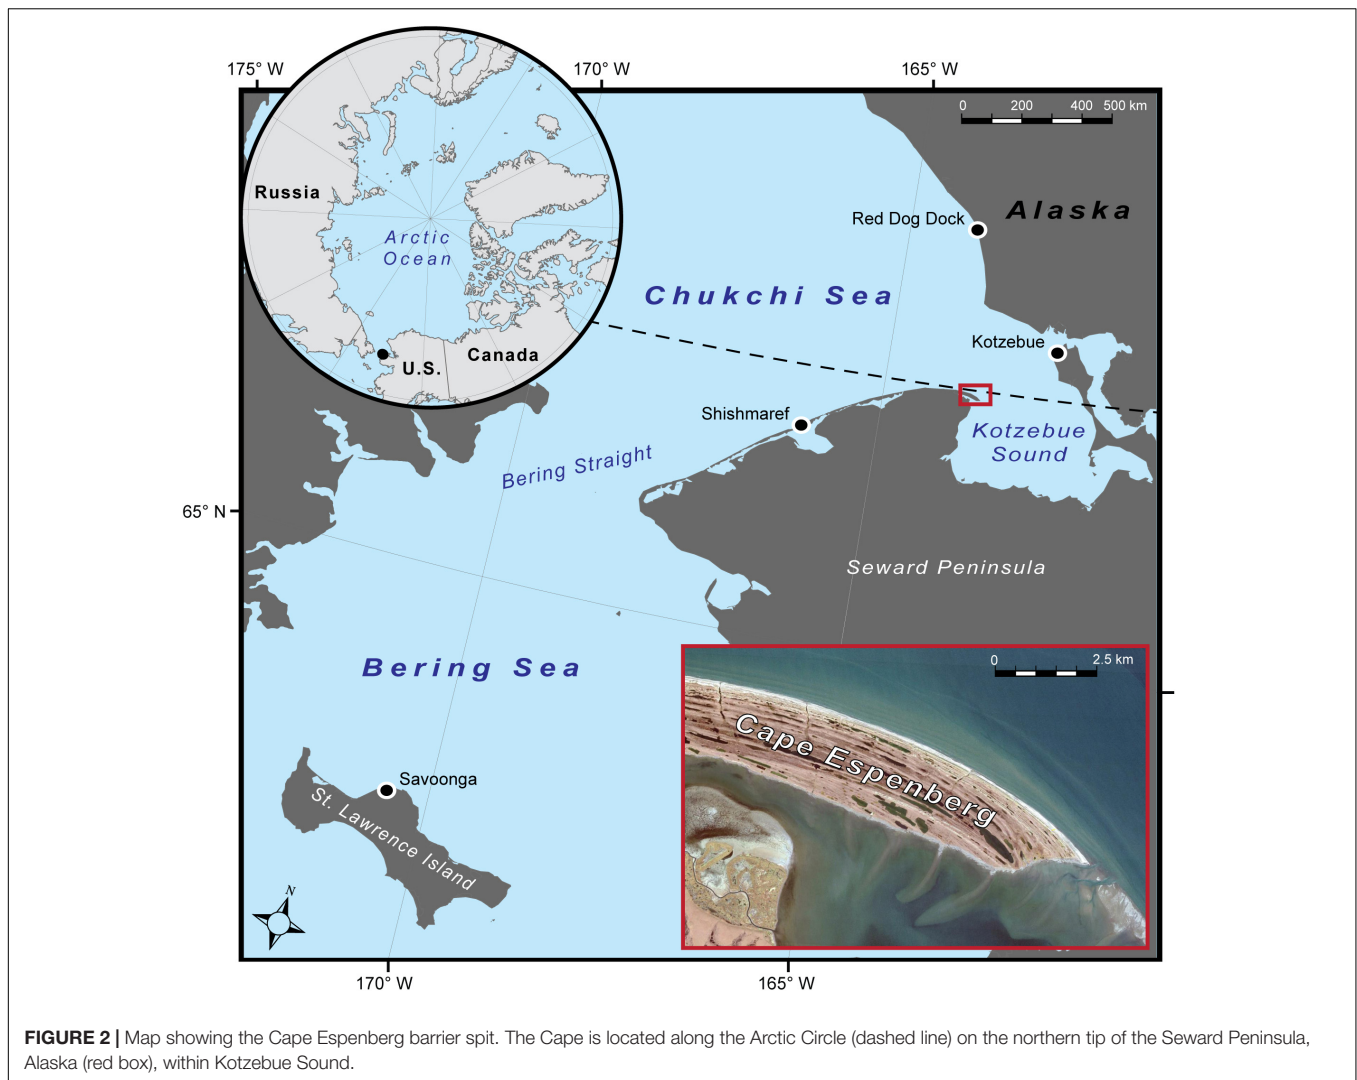 175° W
170° W
165° W
0 200 400 500 km
Russia
Alaska
Red Dog Dock
Arctic
Ocean
Chukchi Sea
Kotzebue
Canada
U.S.
Shishmaref
Kotzebue
Sound
Bering Straight
65° N
Seward Peninsula
Bering Sea
0 2.5 km
Cape Espenberg
Savoonga
St. Lawrence Island
N
170° W
165° W
FIGURE 2 | Map showing the Cape Espenberg barrier spit. The Cape is located along the Arctic Circle (dashed line) on the northern tip of the Seward Peninsula,
Alaska (red box), within Kotzebue Sound.